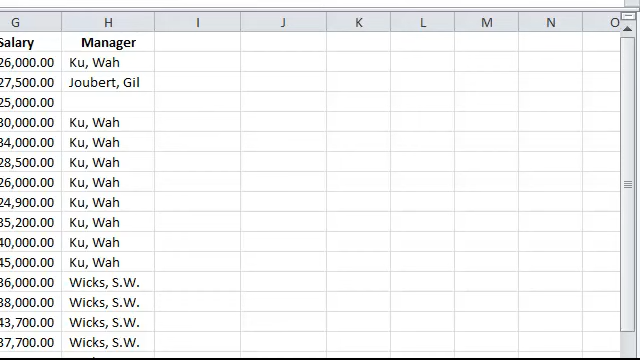 G H I J K L M N O
Salary Manager
26,000.00 Ku, Wah
27,500.00 Joubert, Gil
25,000.00
30,000.00 Ku, Wah
34,000.00 Ku, Wah
28,500.00 Ku, Wah
26,000.00 Ku, Wah
24,900.00 Ku, Wah
35,200.00 Ku, Wah
40,000.00 Ku, Wah
45,000.00 Ku, Wah
36,000.00 Wicks, S.W.
38,000.00 Wicks, S.W.
43,700.00 Wicks, S.W.
37,700.00 Wicks, S.W.